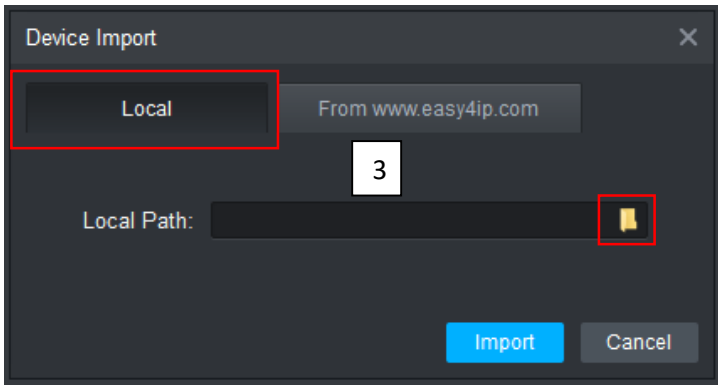 Device Import
Local
From www.easy4ip.com
3
Local Path:
Import
Cancel